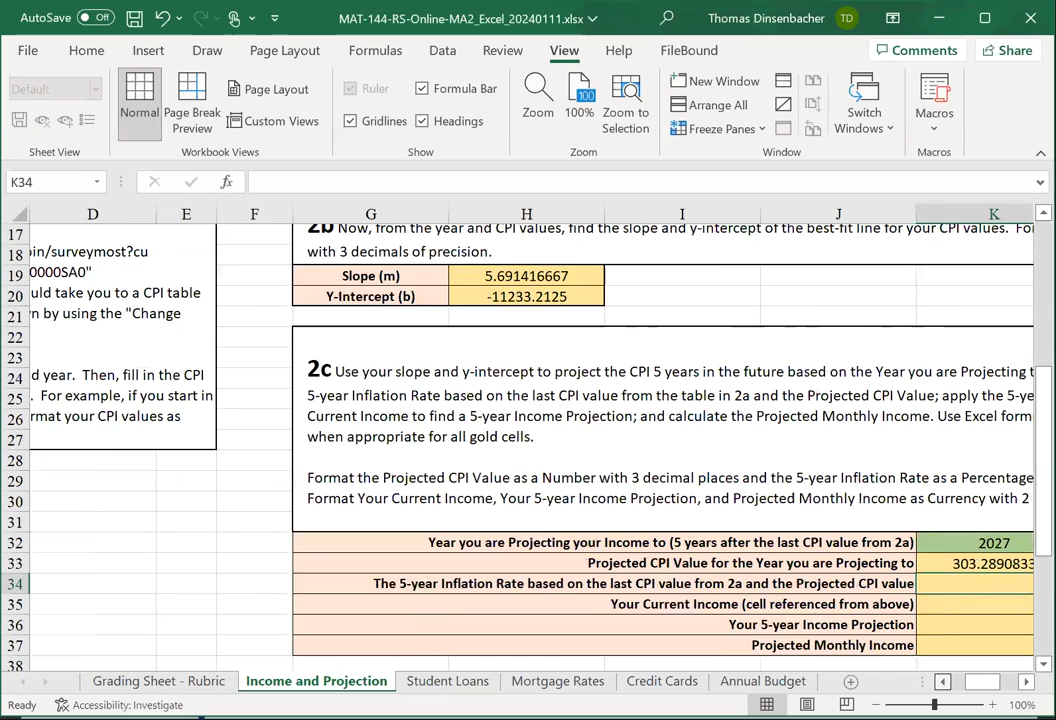 AutoSave Off MAT-144-RS-Online-MA2_Excel_20240111.xlsx Thomas Dinsenbacher TD
File Home Insert Draw Page Layout Formulas Data Review View Help FileBound Comments Share
Default
Normal
Page Break
Preview
Page Layout
Custom Views
Ruler
Formula Bar
Gridlines
Headings
Zoom
100
100%
Zoom to
Selection
New Window
Arrange All
Freeze Panes
Switch
Windows
Macros
Sheet View Workbook Views Show Zoom Window Macros
K34 fx
D E F G H I J K
17
18
19
20
21
22
23
24
25
26
27
28
29
30
31
32
33
34
35
36
37
38
in/surveymost?cu
0000SA0"
uld take you to a CPI table
n by using the "Change
d year. Then, fill in the CPI
. For example, if you start in
rmat your CPI values as
2b Now, from the year and CPI values, find the slope and y-intercept of the best-fit line for your CPI values. Fo
with 3 decimals of precision.
Slope (m) 5.691416667
Y-Intercept (b) -11233.2125
2c Use your slope and y-intercept to project the CPI 5 years in the future based on the Year you are Projecting t
5-year Inflation Rate based on the last CPI value from the table in 2a and the Projected CPI Value; apply the 5-ye
Current Income to find a 5-year Income Projection; and calculate the Projected Monthly Income. Use Excel form
when appropriate for all gold cells.
Format the Projected CPI Value as a Number with 3 decimal places and the 5-year Inflation Rate as a Percentage
Format Your Current Income, Your 5-year Income Projection, and Projected Monthly Income as Currency with 2
Year you are Projecting your Income to (5 years after the last CPI value from 2a) 2027
Projected CPI Value for the Year you are Projecting to 303.2890833
The 5-year Inflation Rate based on the last CPI value from 2a and the Projected CPI value
Your Current Income (cell referenced from above)
Your 5-year Income Projection
Projected Monthly Income
Grading Sheet - Rubric Income and Projection Student Loans Mortgage Rates Credit Cards Annual Budget
Ready Accessibility: Investigate 100%